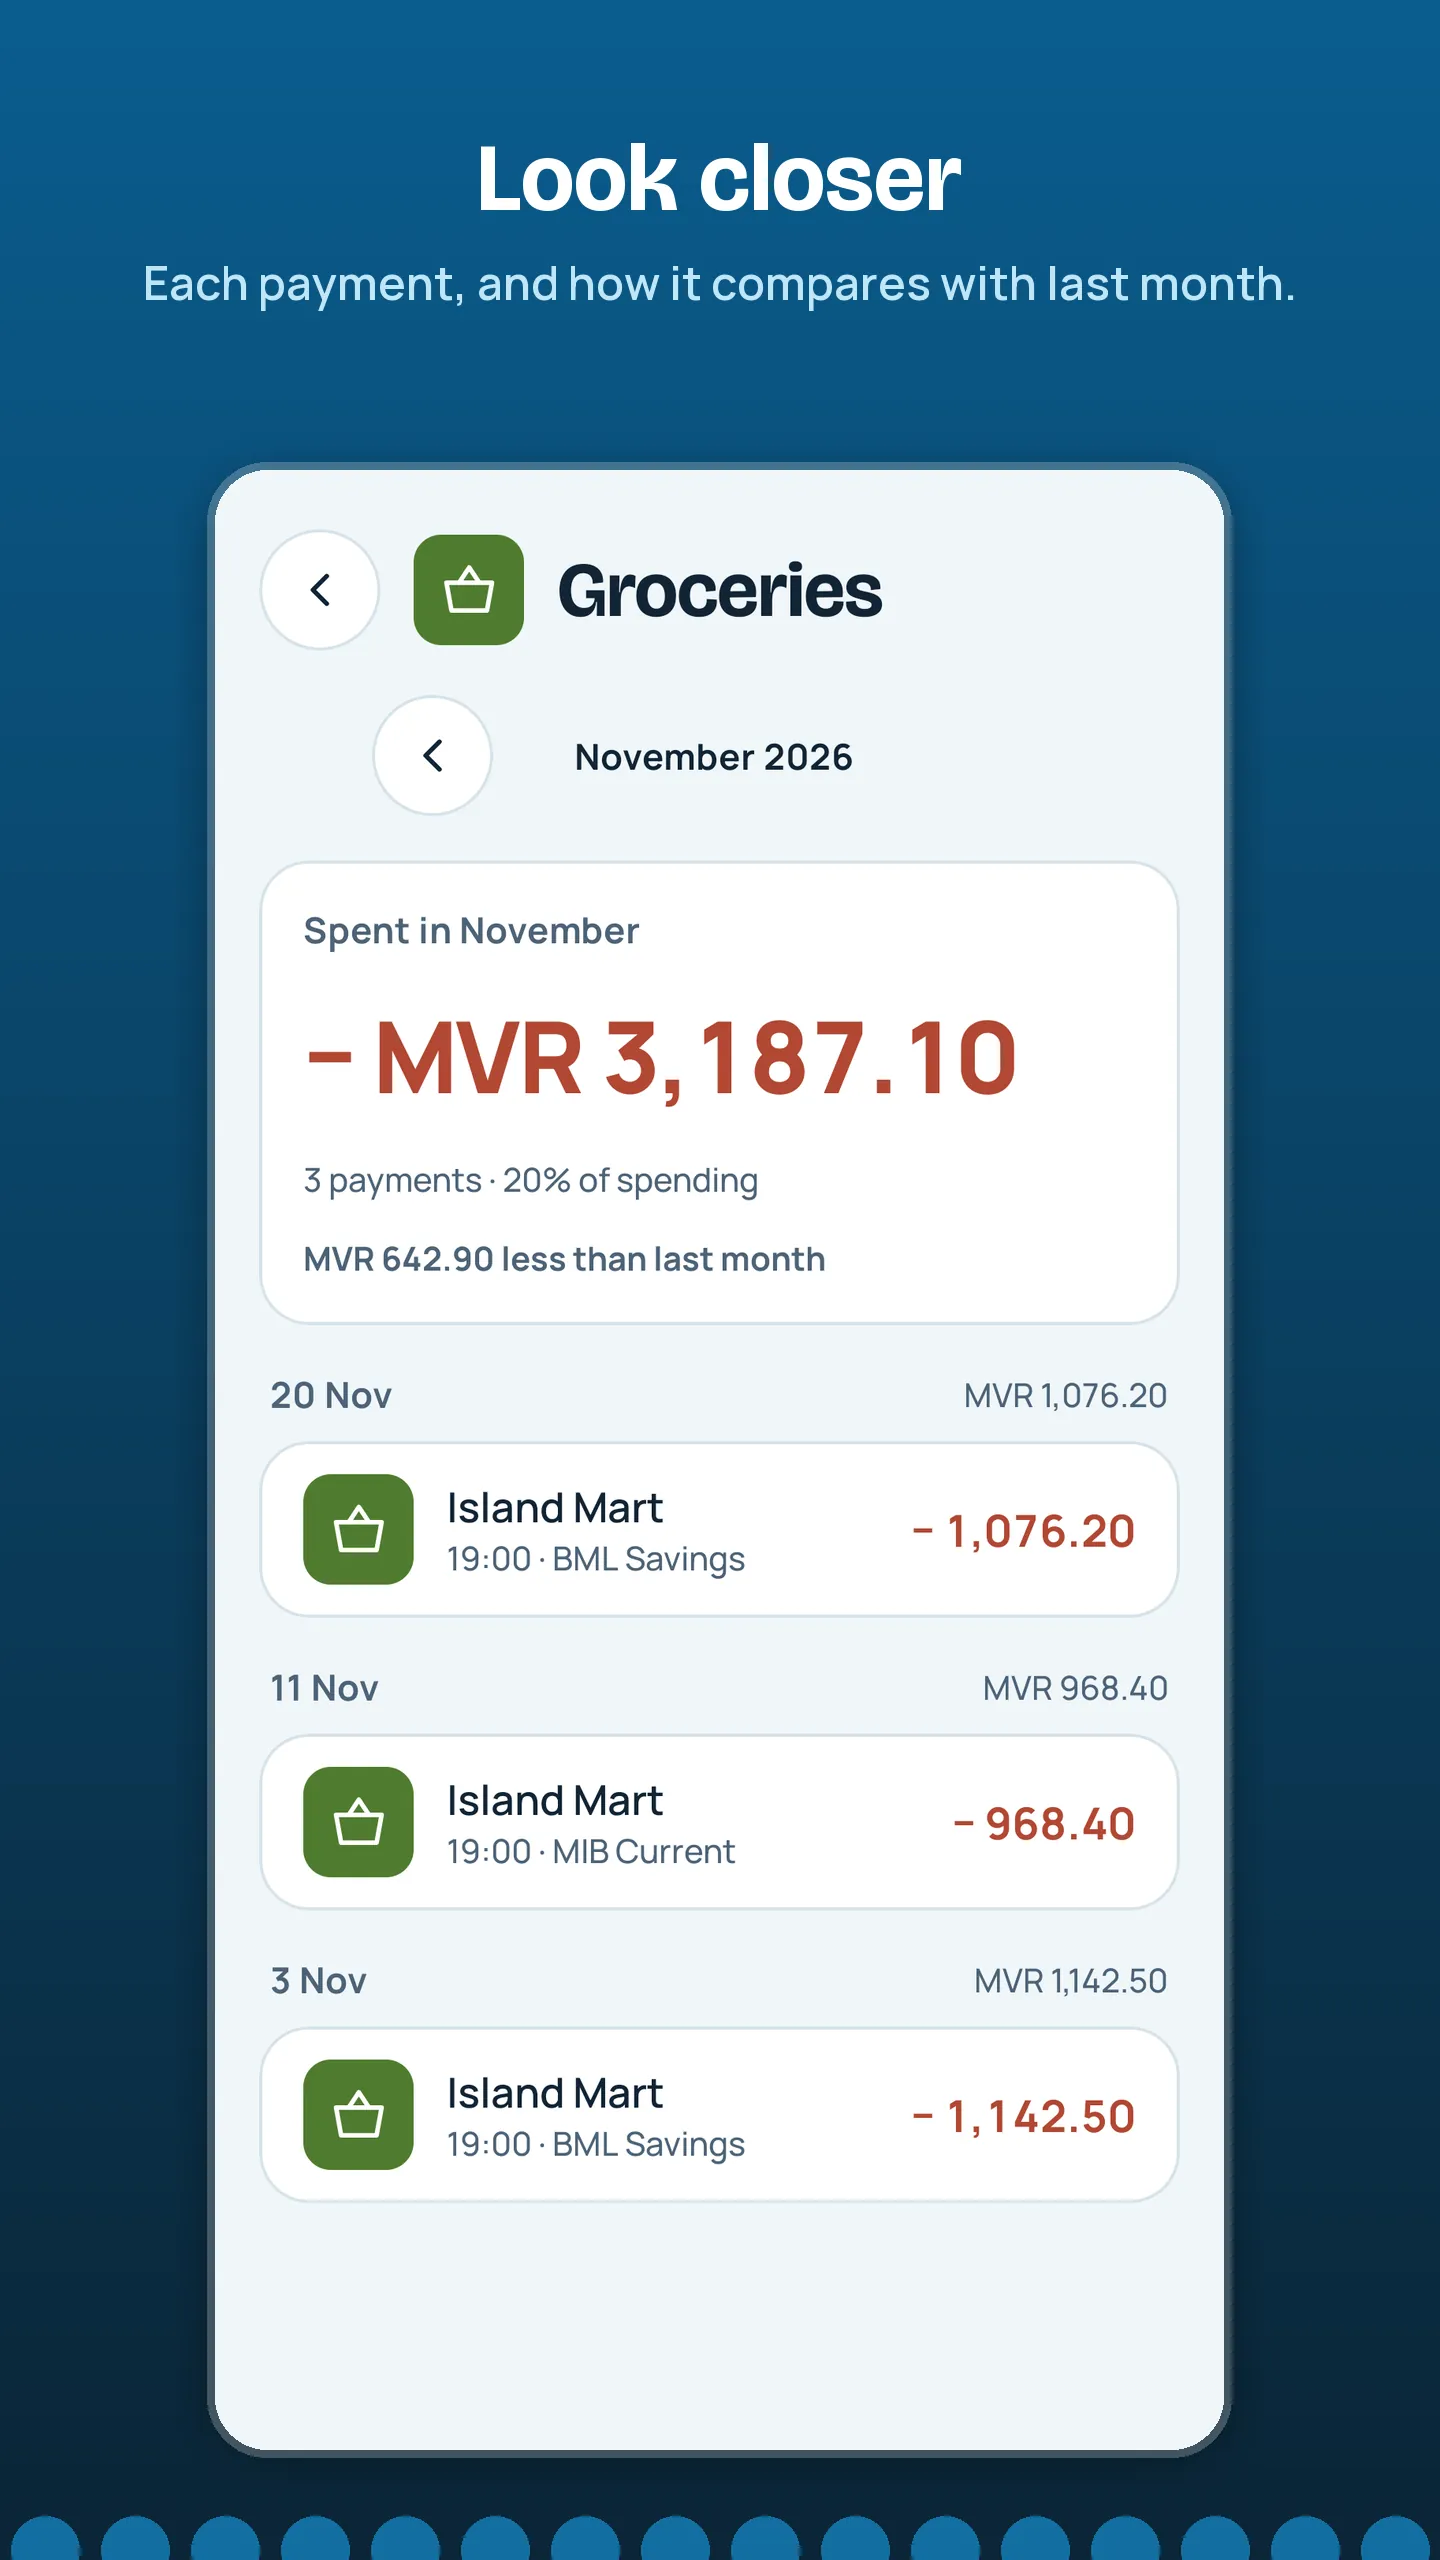 Look closer
Each payment, and how it compares with last month.
Groceries
November 2026
Spent in November
− MVR 3,187.10
3 payments · 20% of spending
MVR 642.90 less than last month
20 Nov MVR 1,076.20
Island Mart
19:00 · BML Savings
− 1,076.20
11 Nov MVR 968.40
Island Mart
19:00 · MIB Current
− 968.40
3 Nov MVR 1,142.50
Island Mart
19:00 · BML Savings
− 1,142.50